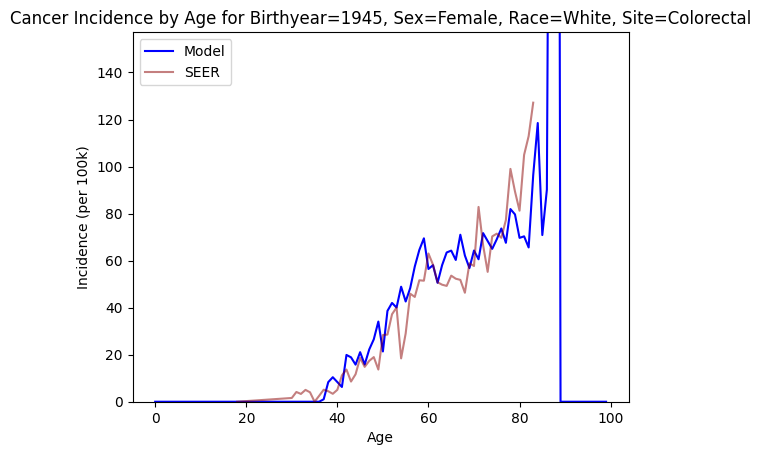 Cancer Incidence by Age for Birthyear=1945, Sex=Female, Race=White, Site=Colorectal
Model
SEER
Incidence (per 100k)
140
120
100
80
60
40
20
0
0 20 40 60 80 100
Age